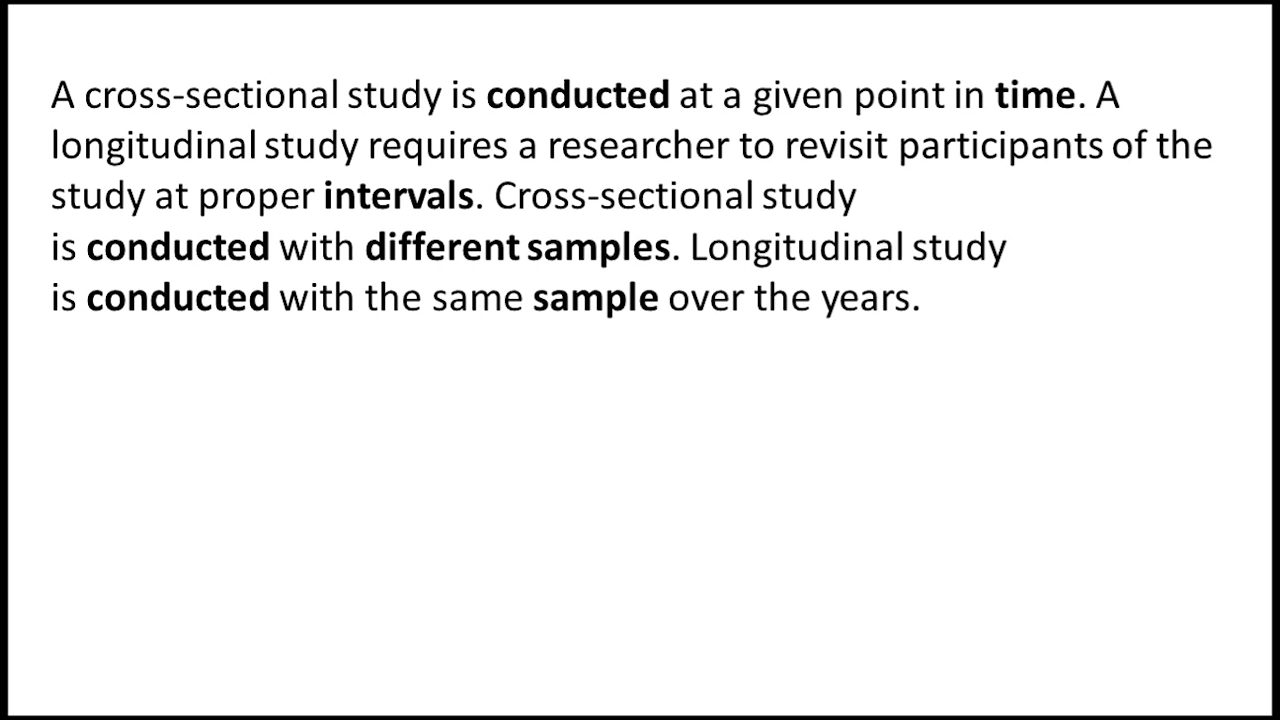 A cross-sectional study is conducted at a given point in time. A
longitudinal study requires a researcher to revisit participants of the
study at proper intervals. Cross-sectional study
is conducted with different samples. Longitudinal study
is conducted with the same sample over the years.